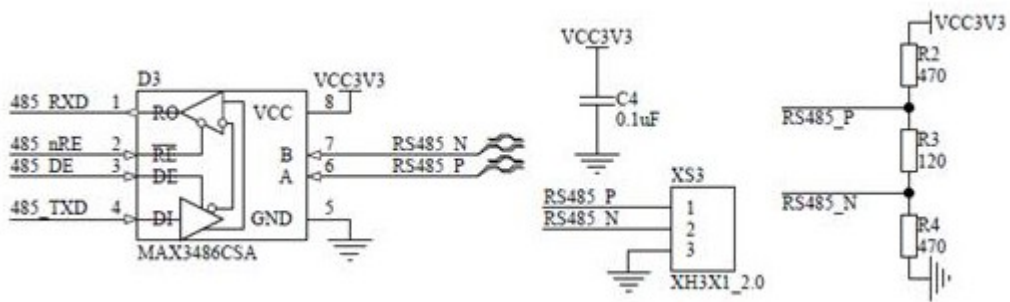 D3
485_RXD 1 RO VCC 8 VCC3V3
485_nRE 2 RE B 7 RS485_N
485_DE 3 DE A 6 RS485_P
485_TXD 4 DI GND 5
MAX3486CSA
VCC3V3
C4
0.1uF
XS3
RS485_P 1
RS485_N 2
3
XH3X1_2.0
VCC3V3
R2
470
RS485_P
R3
120
RS485_N
R4
470